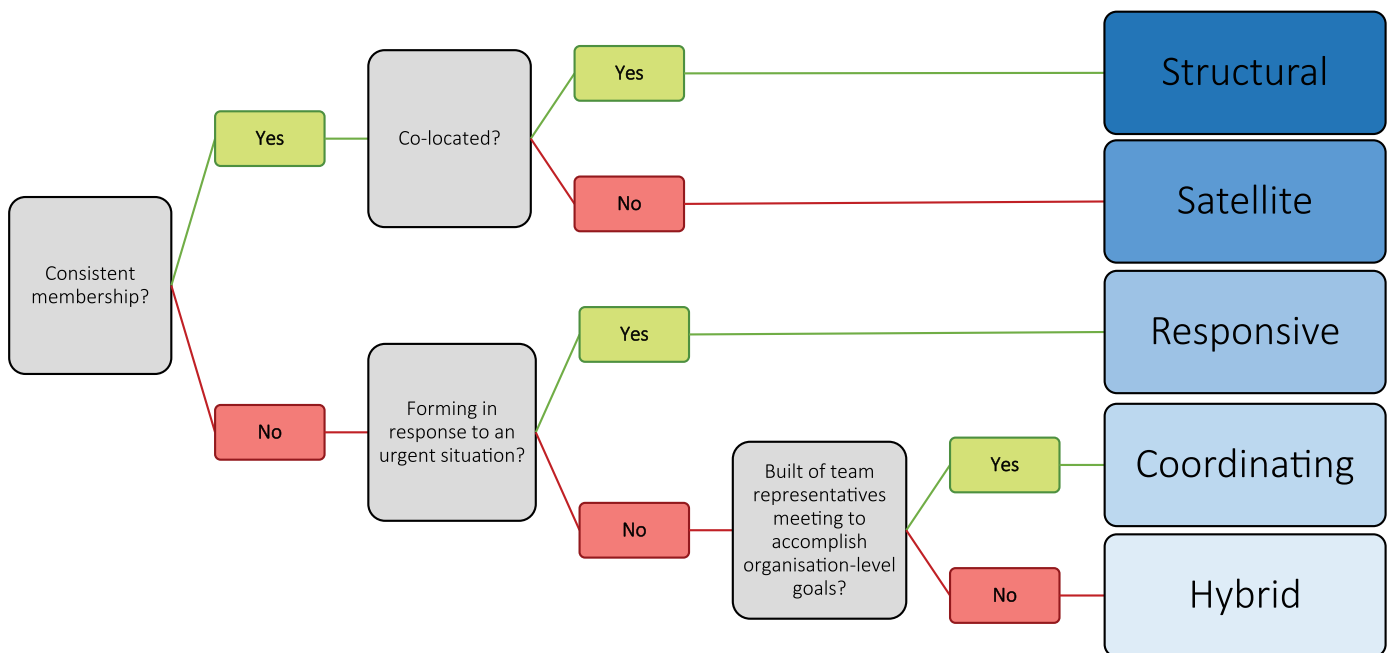 Consistent
membership?
Yes
Co-located?
Yes
Structural
No
Satellite
No
Forming in
response to an
urgent situation?
Yes
Responsive
No
Built of team
representatives
meeting to
accomplish
organisation-level
goals?
Yes
Coordinating
No
Hybrid